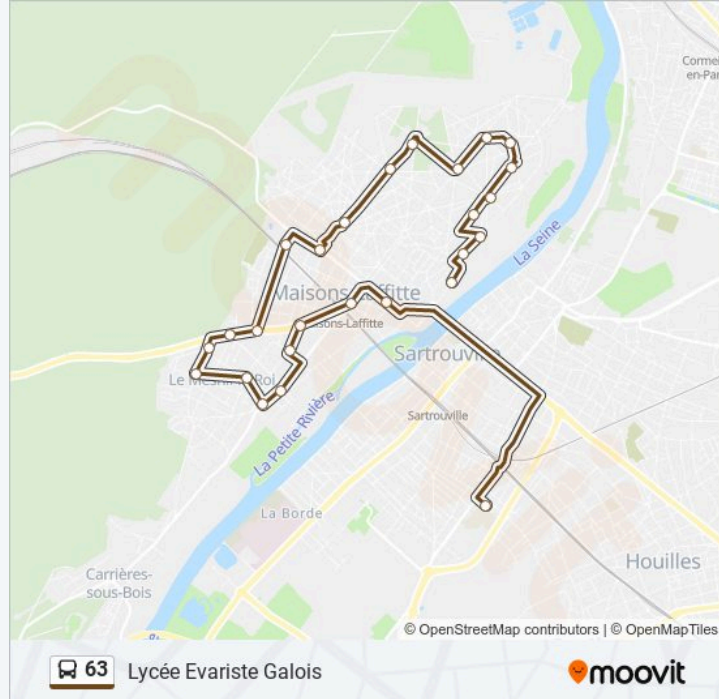 Cormei
en-Par
La Seine
Maisons-Laffitte
Maisons-Laffitte
Sartrouville
Le Mesnil-le-Roi
Sartrouville
La Petite Rivière
La Borde
Houilles
Carrières-
sous-Bois
© OpenStreetMap contributors | © OpenMapTiles
63 Lycée Evariste Galois
moovit